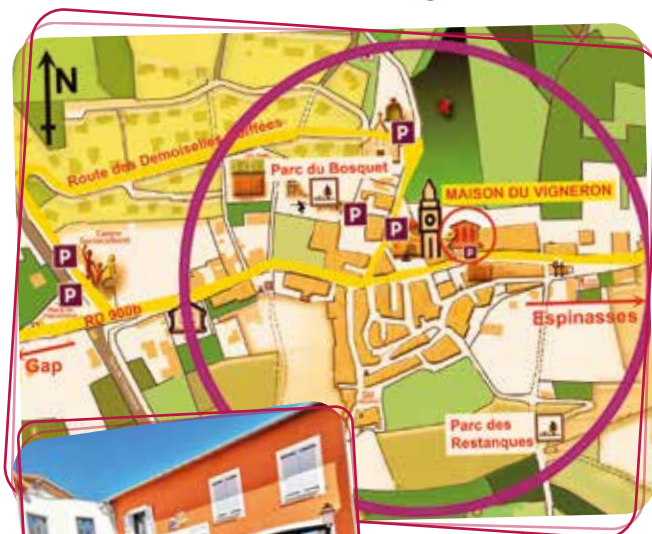 N
Route des Demoiselles Coiffées
P
Parc du Bosquet
P
P
MAISON DU VIGNERON
P
P
P
RD 900b
Gap
Espinasses
Parc des
Restanques